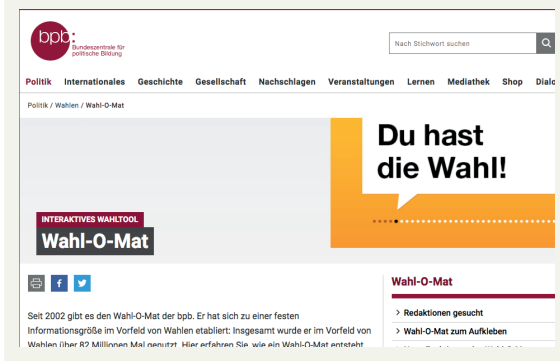 bpb:
Bundeszentrale für
politische Bildung
Nach Stichwort suchen
Politik Internationales Geschichte Gesellschaft Nachschlagen Veranstaltungen Lernen Mediathek Shop Dialo
Politik / Wahlen / Wahl-O-Mat
Du hast
die Wahl!
INTERAKTIVES WAHLTOOL
Wahl-O-Mat
Seit 2002 gibt es den Wahl-O-Mat der bpb. Er hat sich zu einer festen
Informationsgröße im Vorfeld von Wahlen etabliert: Insgesamt wurde er im Vorfeld von
Wahlen über 82 Millionen Mal genutzt. Hier erfahren Sie, wie ein Wahl-O-Mat entsteht
Wahl-O-Mat
> Redaktionen gesucht
> Wahl-O-Mat zum Aufkleben